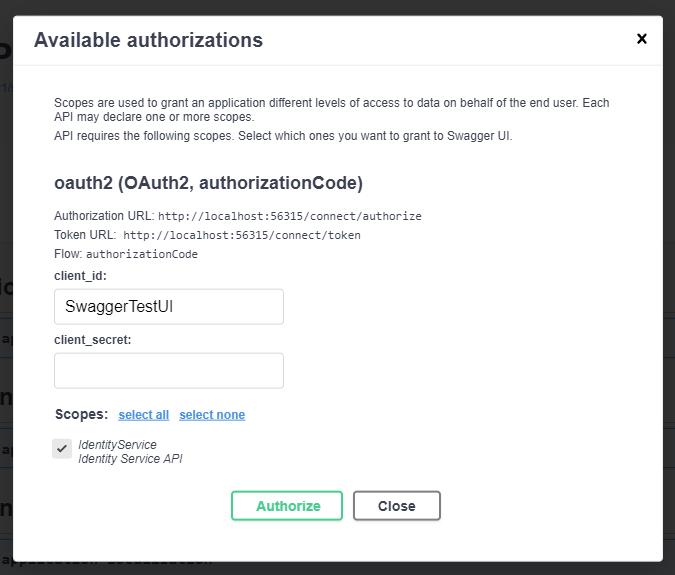 Available authorizations
Scopes are used to grant an application different levels of access to data on behalf of the end user. Each
API may declare one or more scopes.
API requires the following scopes. Select which ones you want to grant to Swagger UI.
oauth2 (OAuth2, authorizationCode)
Authorization URL: http://localhost:56315/connect/authorize
Token URL: http://localhost:56315/connect/token
Flow: authorizationCode
client_id:
SwaggerTestUI
client_secret:
Scopes: select all select none
IdentityService
Identity Service API
Authorize Close